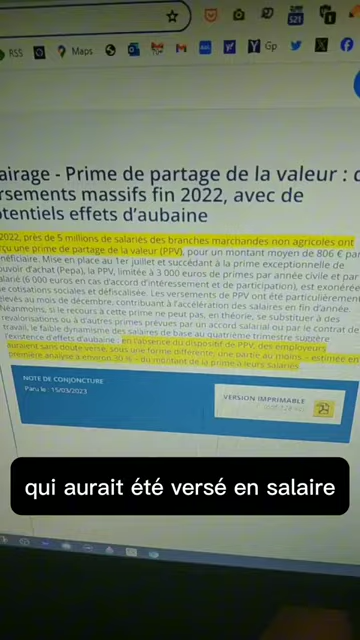 RSS Maps Gp
521
airage - Prime de partage de la valeur :
rsements massifs fin 2022, avec de
otentiels effets d'aubaine
2022, près de 5 millions de salariés des branches marchandes non agricoles ont
çu une prime de partage de la valeur (PPV), pour un montant moyen de 806 € par
énéficiaire. Mise en place au 1er juillet et succédant à la prime exceptionnelle de
ouvoir d'achat (Pepa), la PPV, limitée à 3 000 euros de primes par année civile et par
alarié (6 000 euros en cas d'accord d'intéressement et de participation), est exonérée
e cotisations sociales et défiscalisée. Les versements de PPV ont été particulièrement
levés au mois de décembre, contribuant à l'accélération des salaires en fin d'année.
Néanmoins, si le recours à cette prime ne peut pas, en théorie, se substituer à des
revalorisations ou à d'autres primes prévues par un accord salarial ou par le contrat de
travail, le faible dynamisme des salaires de base au quatrième trimestre suggère
l'existence d'effets d'aubaine : en l'absence du dispositif de PPV, des employeurs
auraient sans doute versé, sous une forme différente, une partie au moins – estimée en
première analyse à environ 30 % – du montant de la prime à leurs salariés.
NOTE DE CONJONCTURE
Paru le : 15/03/2023
VERSION IMPRIMABLE
qui aurait été versé en salaire